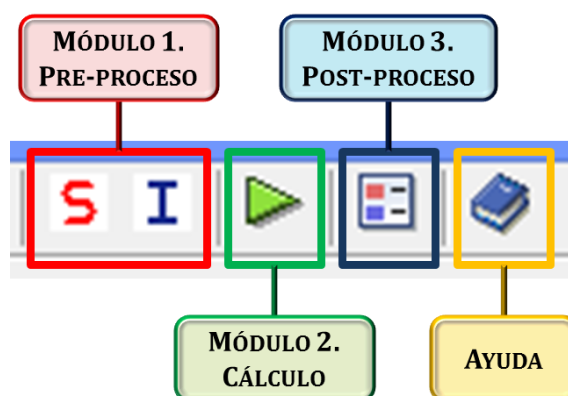 MÓDULO 1.
PRE-PROCESO
MÓDULO 3.
POST-PROCESO
S I
MÓDULO 2.
CÁLCULO
AYUDA